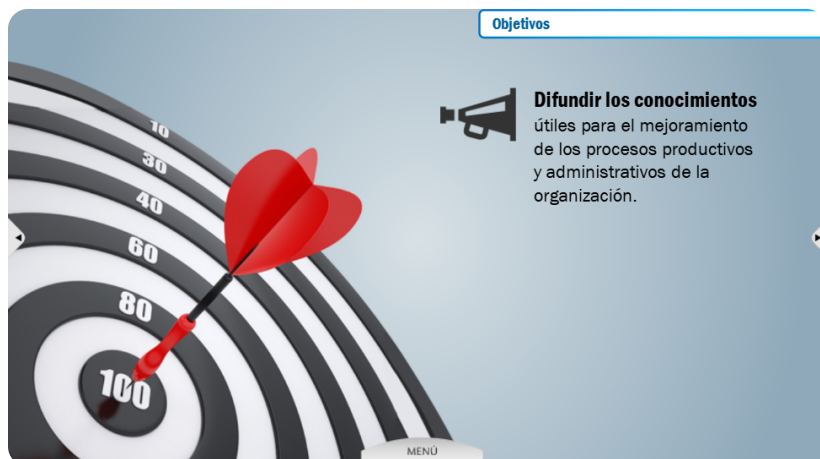 Objetivos
Difundir los conocimientos
útiles para el mejoramiento
de los procesos productivos
y administrativos de la
organización.
10
30
40
60
80
100
MENÚ